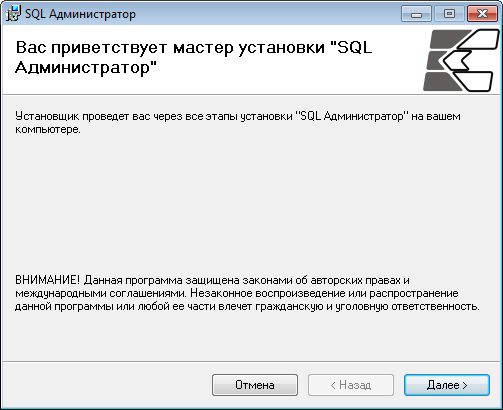 SQL Администратор
Вас приветствует мастер установки "SQL
Администратор"
Установщик проведет вас через все этапы установки "SQL Администратор" на вашем
компьютере.
ВНИМАНИЕ! Данная программа защищена законами об авторских правах и
международными соглашениями. Незаконное воспроизведение или распространение
данной программы или любой ее части влечет гражданскую и уголовную ответственность.
Отмена
< Назад
Далее >